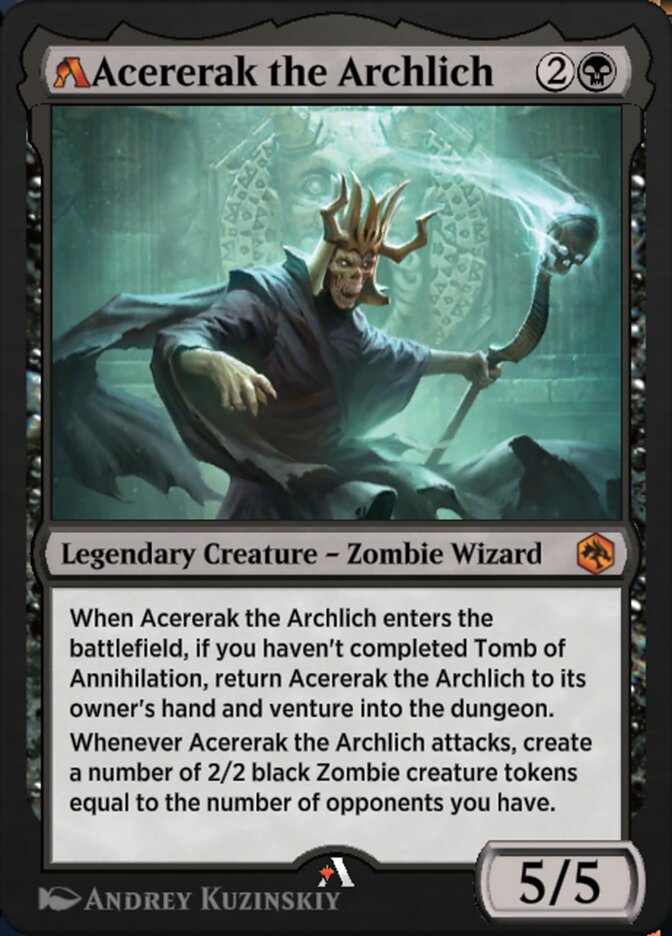 Acererak the Archlich 2
Legendary Creature – Zombie Wizard
When Acererak the Archlich enters the
battlefield, if you haven't completed Tomb of
Annihilation, return Acererak the Archlich to its
owner's hand and venture into the dungeon.
Whenever Acererak the Archlich attacks, create
a number of 2/2 black Zombie creature tokens
equal to the number of opponents you have.
5/5
Andrey Kuzinskiy